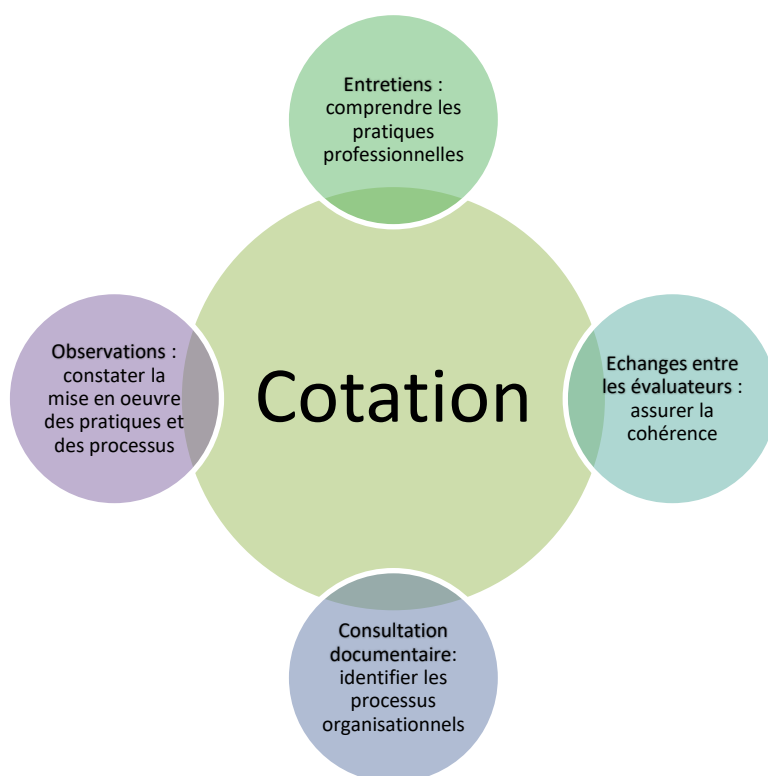 Entretiens :
comprendre les
pratiques
professionnelles
Observations :
constater la
mise en oeuvre
des pratiques et
des processus
Cotation
Echanges entre
les évaluateurs :
assurer la
cohérence
Consultation
documentaire:
identifier les
processus
organisationnels